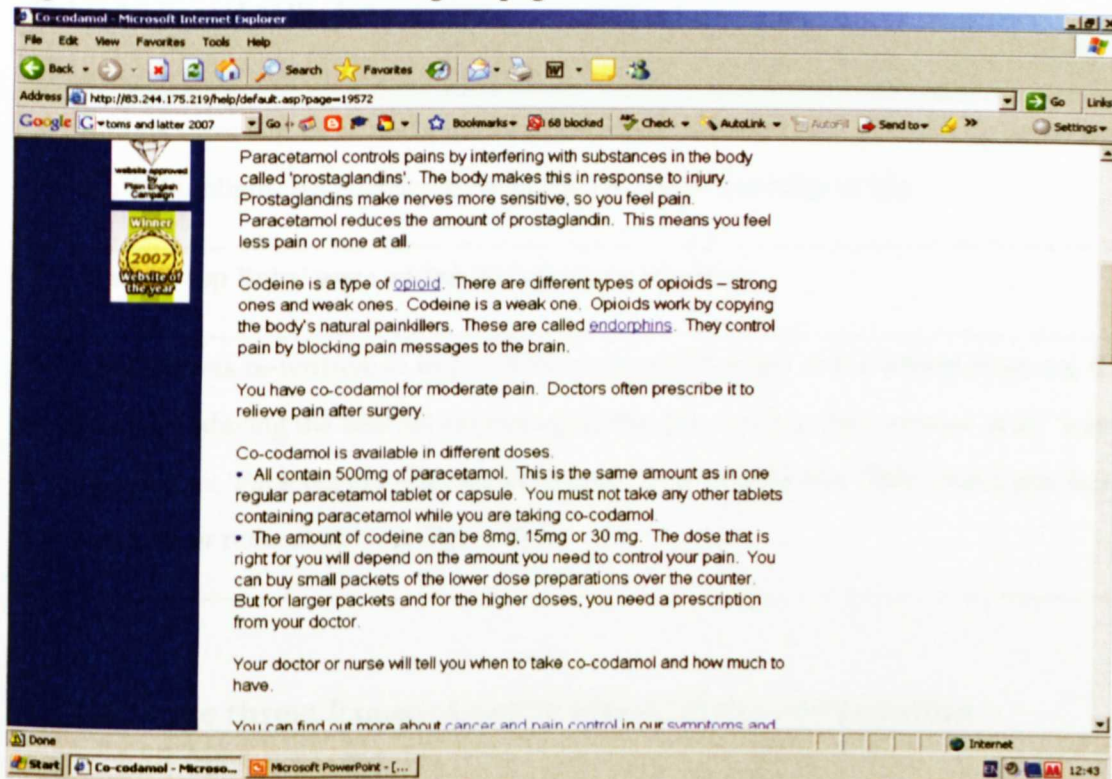 Co-codamol - Microsoft Internet Explorer
File Edit View Favorites Tools Help
Back Search Favorites
Address http://83.244.175.219/help/default.asp?page=19572 Go Links
Google toms and latter 2007 Go Bookmarks 68 blocked Check AutoLink AutoFill Send to Settings
website approved
by
Plain English
Campaign
Winner
2007
Website of
the year
Paracetamol controls pains by interfering with substances in the body
called 'prostaglandins'. The body makes this in response to injury.
Prostaglandins make nerves more sensitive, so you feel pain.
Paracetamol reduces the amount of prostaglandin. This means you feel
less pain or none at all.
Codeine is a type of opioid. There are different types of opioids – strong
ones and weak ones. Codeine is a weak one. Opioids work by copying
the body's natural painkillers. These are called endorphins. They control
pain by blocking pain messages to the brain.
You have co-codamol for moderate pain. Doctors often prescribe it to
relieve pain after surgery.
Co-codamol is available in different doses.
• All contain 500mg of paracetamol. This is the same amount as in one
regular paracetamol tablet or capsule. You must not take any other tablets
containing paracetamol while you are taking co-codamol.
• The amount of codeine can be 8mg, 15mg or 30 mg. The dose that is
right for you will depend on the amount you need to control your pain. You
can buy small packets of the lower dose preparations over the counter.
But for larger packets and for the higher doses, you need a prescription
from your doctor.
Your doctor or nurse will tell you when to take co-codamol and how much to
have.
You can find out more about cancer and pain control in our symptoms and
Done Internet
Start Co-codamol - Microso... Microsoft PowerPoint - [... 12:43